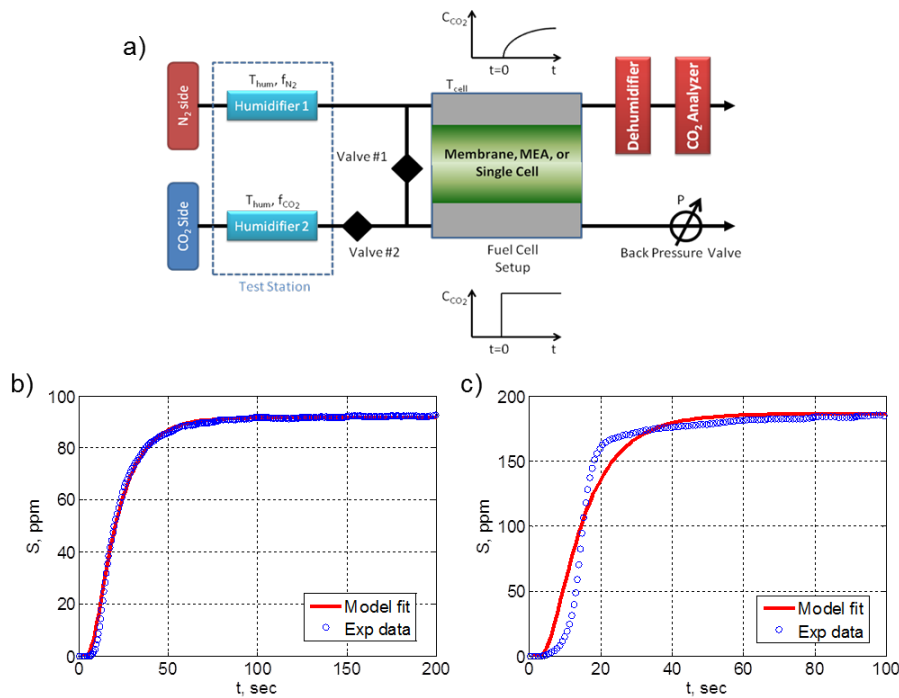 a)
C_CO2
t=0
t
N2 side
T_hum, f_N2
Humidifier 1
T_cell
Dehumidifier
CO2 Analyzer
Valve #1
Membrane, MEA, or
Single Cell
CO2 Side
T_hum, f_CO2
Humidifier 2
P
Valve #2
Fuel Cell
Setup
Back Pressure Valve
Test Station
C_CO2
t=0
t
b)
S, ppm
100
80
60
40
20
0
0
50
100
150
200
t, sec
Model fit
Exp data
c)
S, ppm
200
150
100
50
0
0
20
40
60
80
100
t, sec
Model fit
Exp data